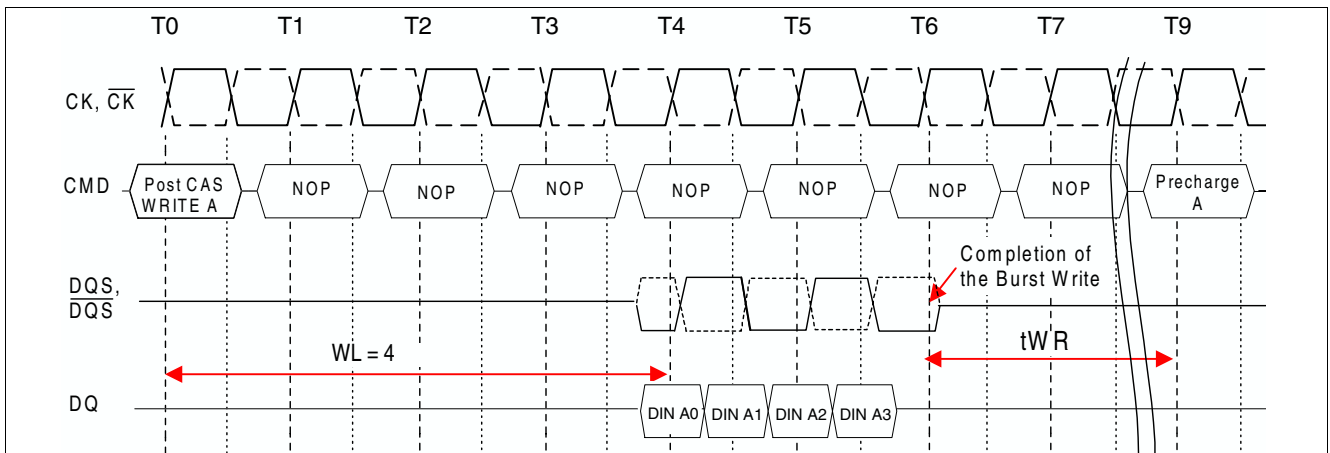 T0 T1 T2 T3 T4 T5 T6 T7 T9
CK, CK
CMD
Post CAS
WRITE A
NOP NOP NOP NOP NOP NOP NOP
Precharge
A
Completion of
the Burst Write
DQS,
DQS
WL = 4
tWR
DQ
DIN A0 DIN A1 DIN A2 DIN A3